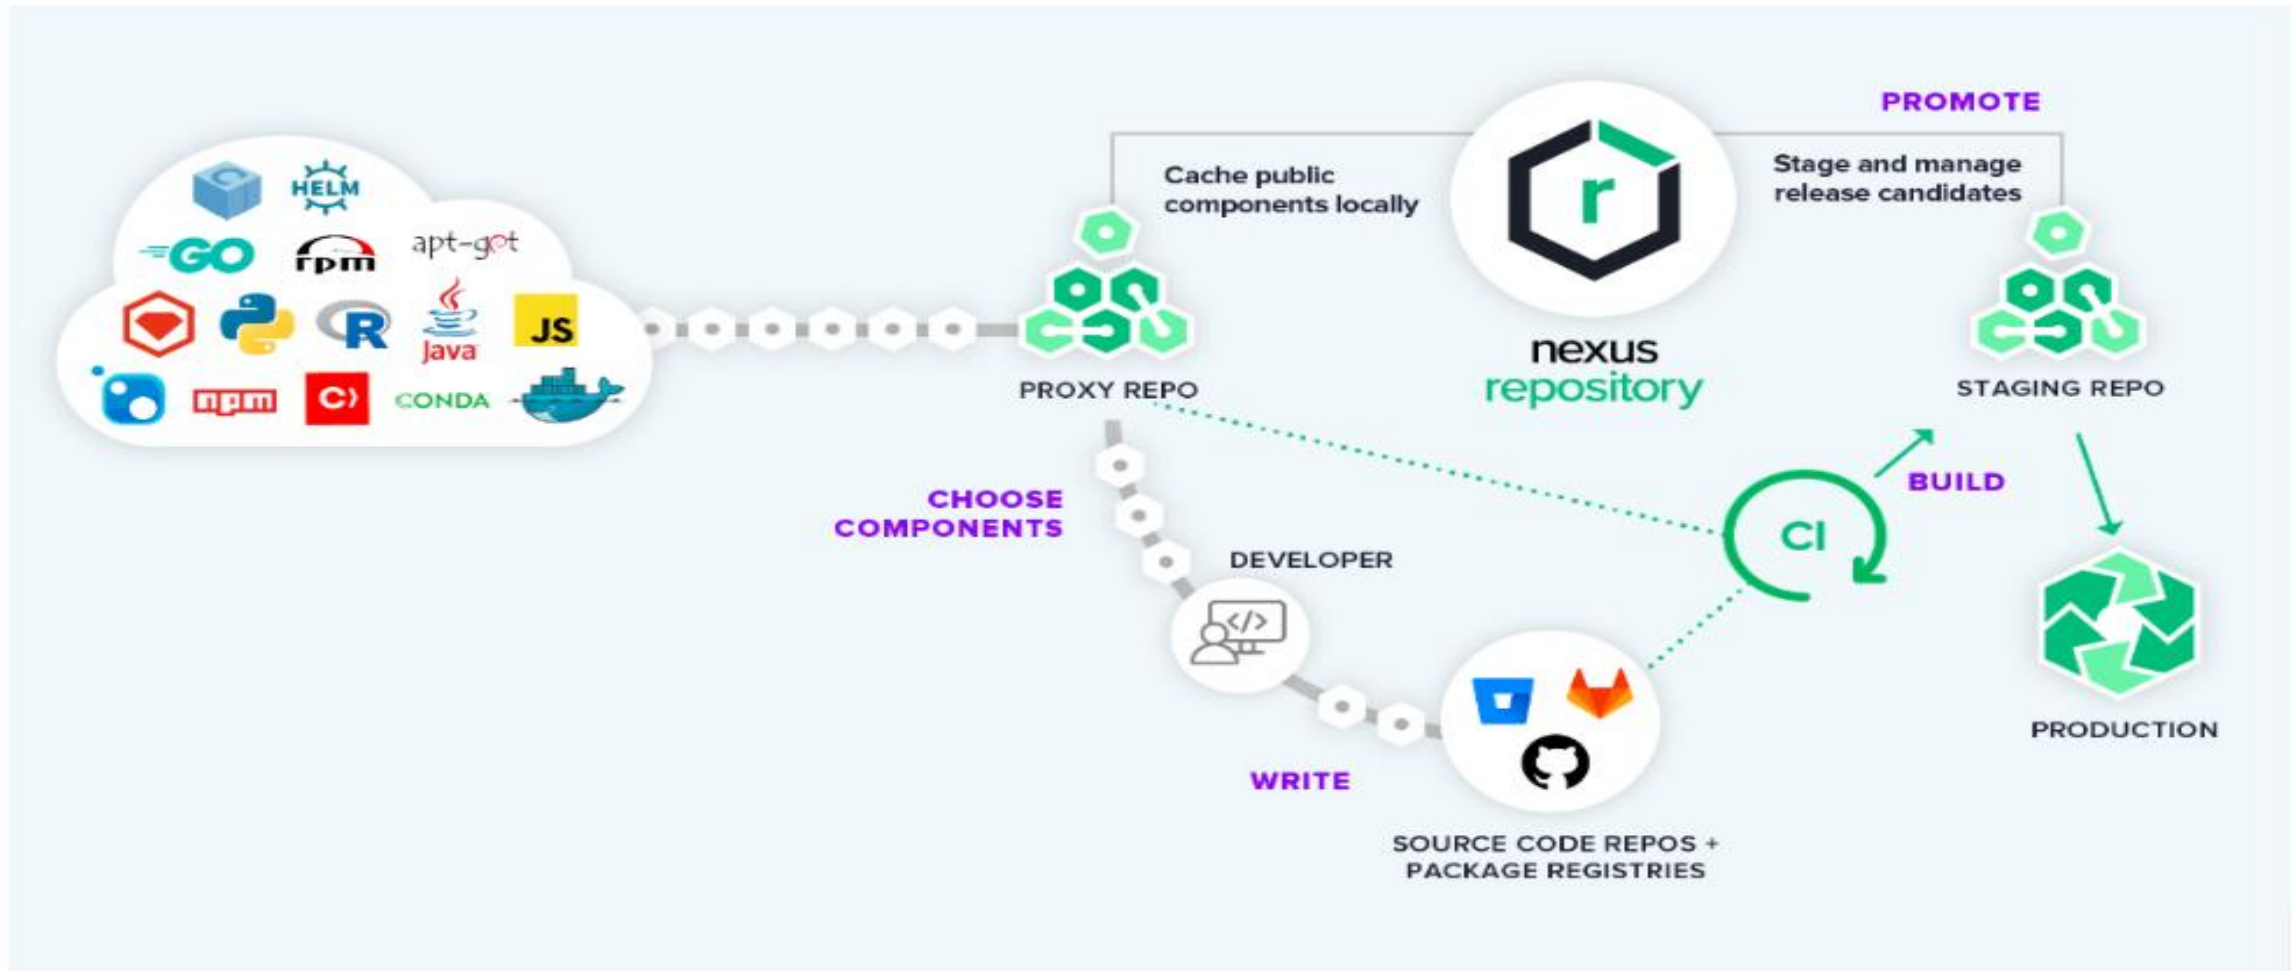 PROMOTE
Cache public
components locally
Stage and manage
release candidates
r
HELM
GO
rpm
apt-get
R
Java
JS
npm
C
CONDA
nexus
repository
PROXY REPO
STAGING REPO
CHOOSE
COMPONENTS
BUILD
CI
DEVELOPER
</>
WRITE
PRODUCTION
SOURCE CODE REPOS +
PACKAGE REGISTRIES